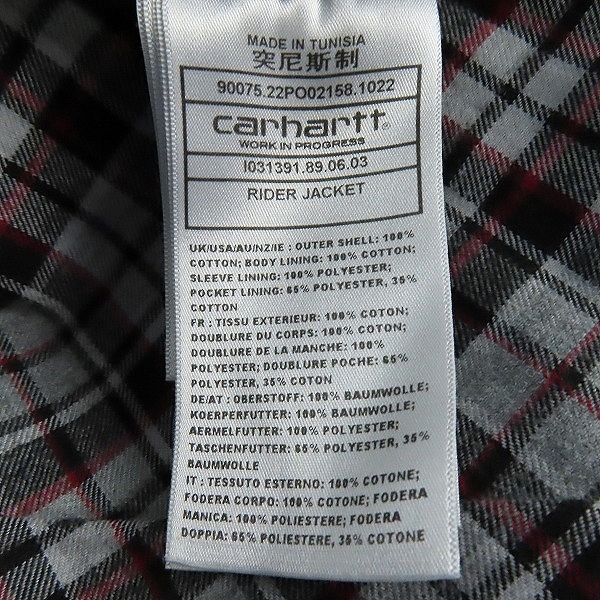 MADE IN TUNISIA
突尼斯制
90075.22PO02158.1022
carhartt
WORK IN PROGRESS
I031391.89.06.03
RIDER JACKET
UK/USA/AU/NZ/IE : OUTER SHELL: 100%
COTTON; BODY LINING: 100% COTTON;
SLEEVE LINING: 100% POLYESTER;
POCKET LINING: 65% POLYESTER, 35%
COTTON
FR : TISSU EXTERIEUR: 100% COTON;
DOUBLURE DU CORPS: 100% COTON;
DOUBLURE DE LA MANCHE: 100%
POLYESTER; DOUBLURE POCHE: 65%
POLYESTER, 35% COTON
DE/AT : OBERSTOFF: 100% BAUMWOLLE;
KOERPERFUTTER: 100% BAUMWOLLE;
AERMELFUTTER: 100% POLYESTER;
TASCHENFUTTER: 65% POLYESTER, 35%
BAUMWOLLE
IT : TESSUTO ESTERNO: 100% COTONE;
FODERA CORPO: 100% COTONE; FODERA
MANICA: 100% POLIESTERE; FODERA
DOPPIA: 65% POLIESTERE, 35% COTONE